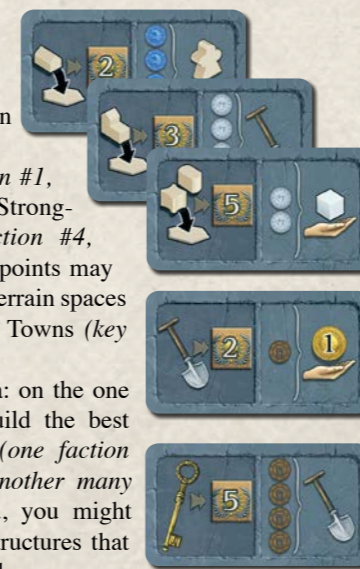 n
n #1,
Strong-
ction #4,
points may
errain spaces
Towns (key
n: on the one
uild the best
(one faction
nother many
, you might
ructures that
2
3
5
2
1
5